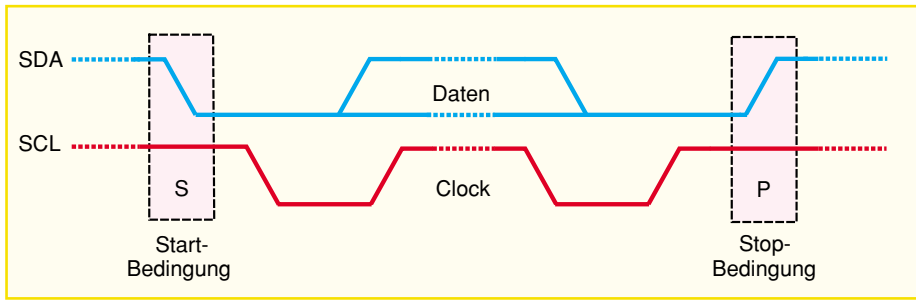 SDA
Daten
SCL
S
Clock
P
Start-
Bedingung
Stop-
Bedingung